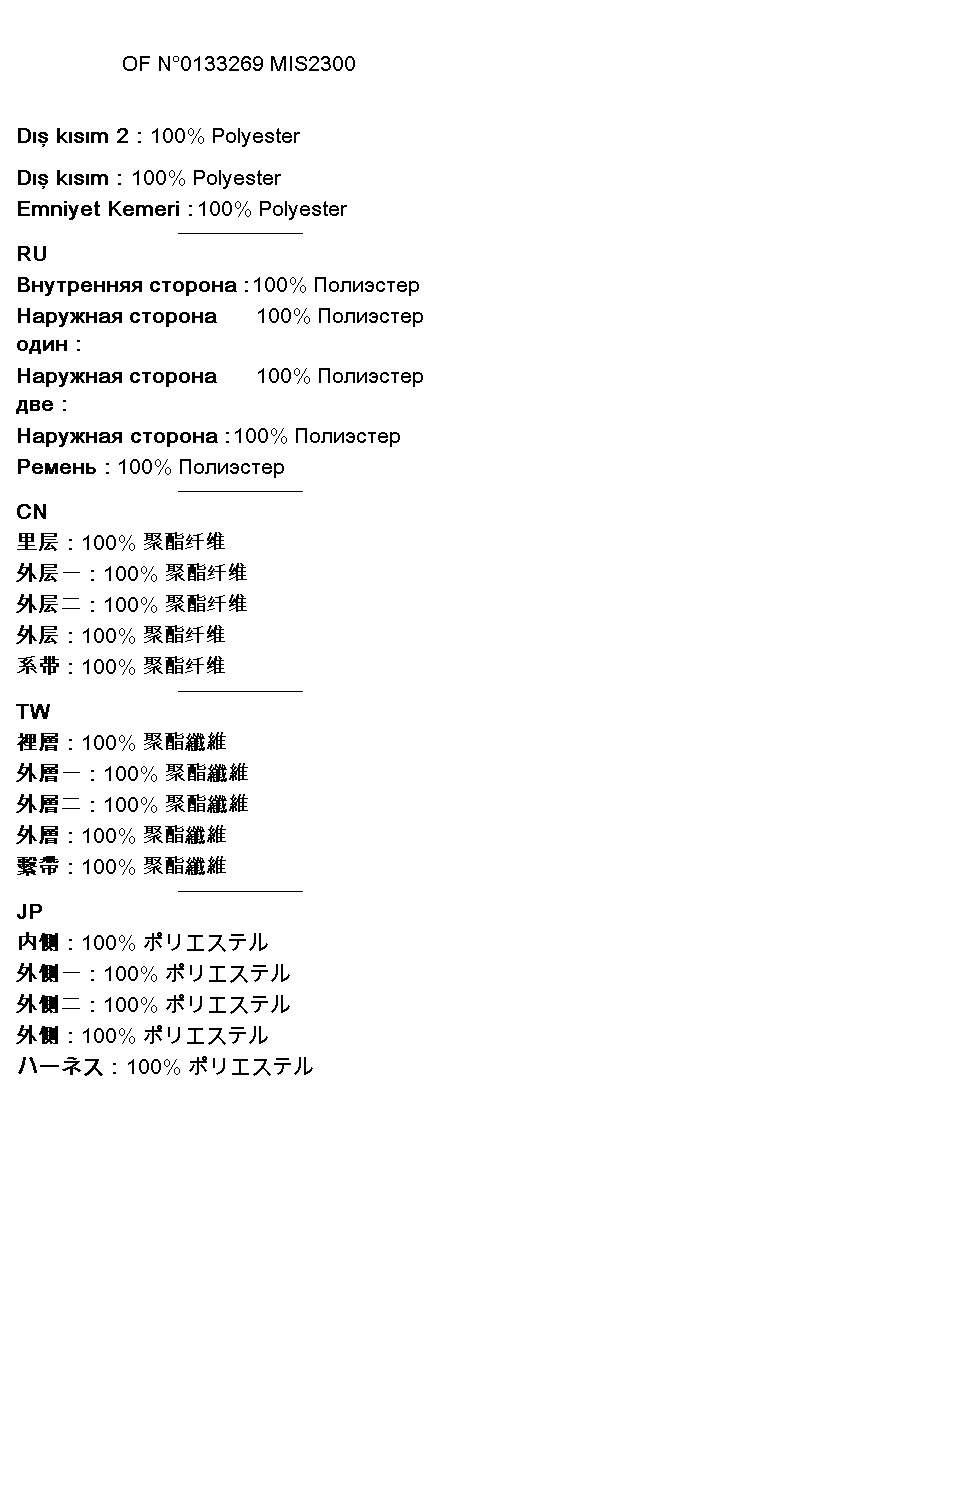 OF N°0133269 MIS2300
Dış kısım 2 : 100% Polyester
Dış kısım : 100% Polyester
Emniyet Kemeri : 100% Polyester
RU
Внутренняя сторона : 100% Полиэстер
Наружная сторона 100% Полиэстер
один :
Наружная сторона 100% Полиэстер
две :
Наружная сторона : 100% Полиэстер
Ремень : 100% Полиэстер
CN
里层 : 100% 聚酯纤维
外层一 : 100% 聚酯纤维
外层二 : 100% 聚酯纤维
外层 : 100% 聚酯纤维
系带 : 100% 聚酯纤维
TW
裡層 : 100% 聚酯纖維
外層一 : 100% 聚酯纖維
外層二 : 100% 聚酯纖維
外層 : 100% 聚酯纖維
繫帶 : 100% 聚酯纖維
JP
内側 : 100% ポリエステル
外側一 : 100% ポリエステル
外側二 : 100% ポリエステル
外側 : 100% ポリエステル
ハーネス : 100% ポリエステル